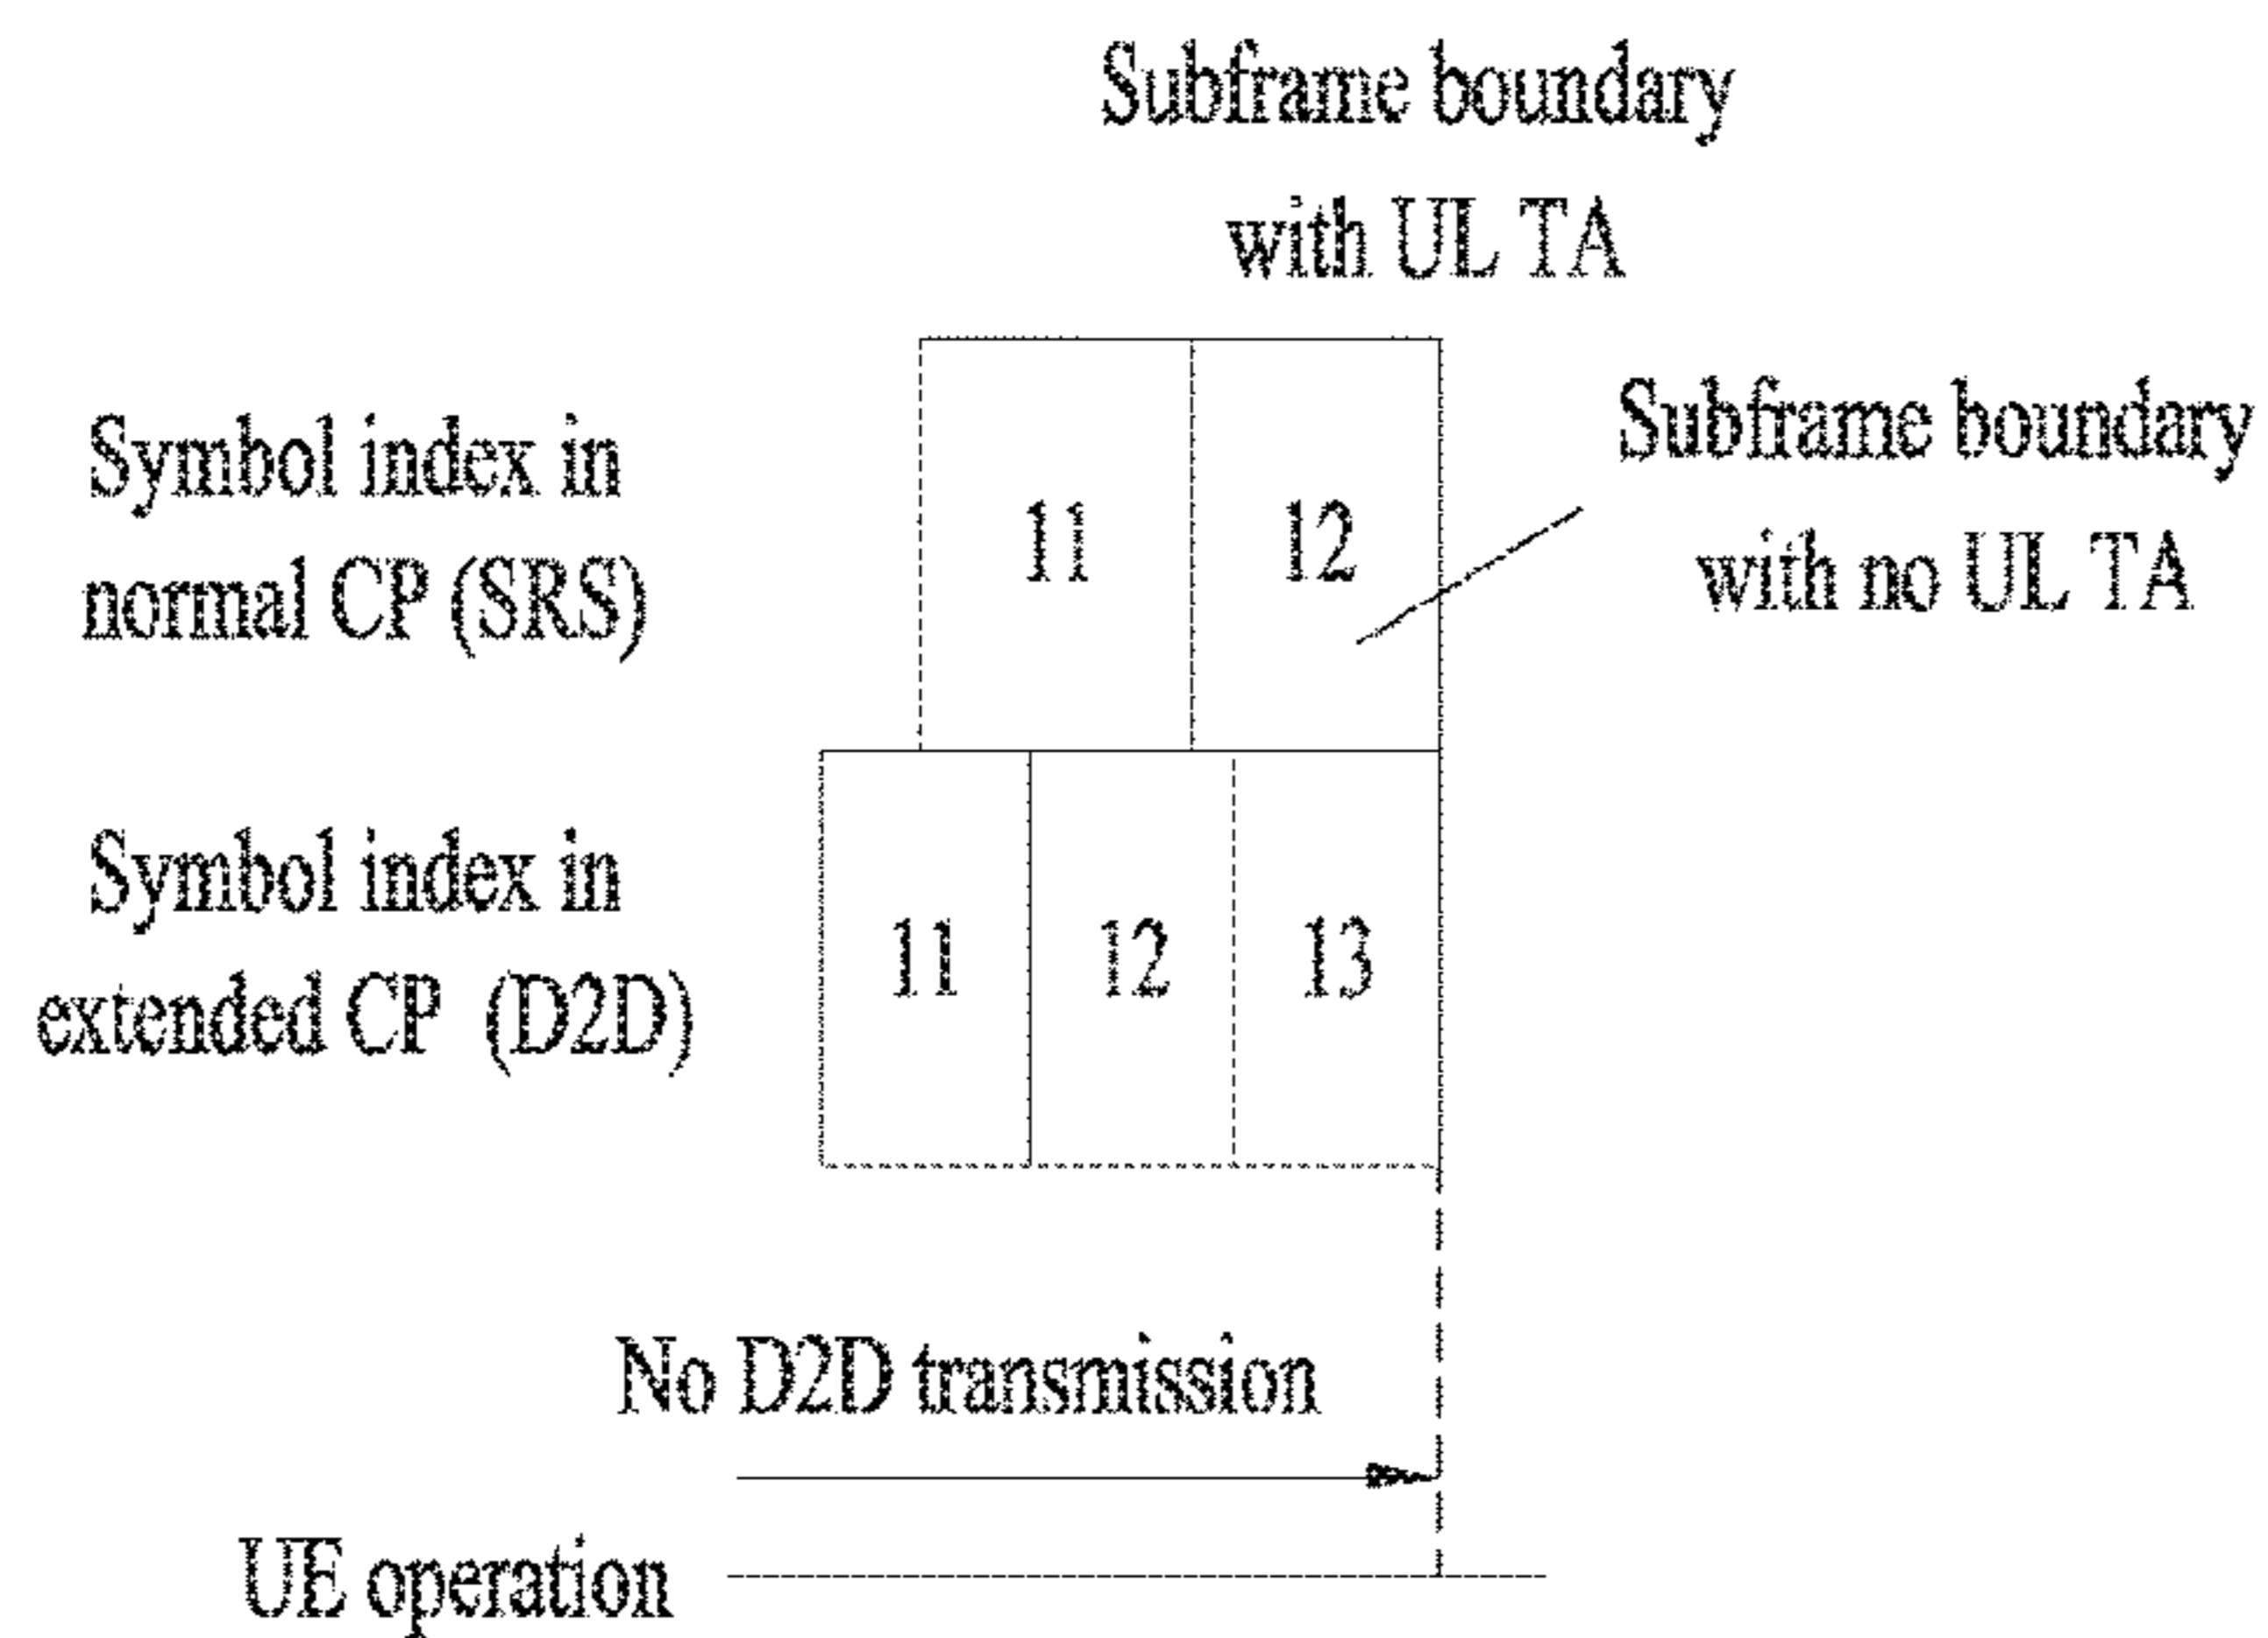 Subframe boundary
with UL TA
Subframe boundary
with no UL TA
Symbol index in
normal CP (SRS)
11 12
Symbol index in
extended CP (D2D)
11 12 13
No D2D transmission
UE operation